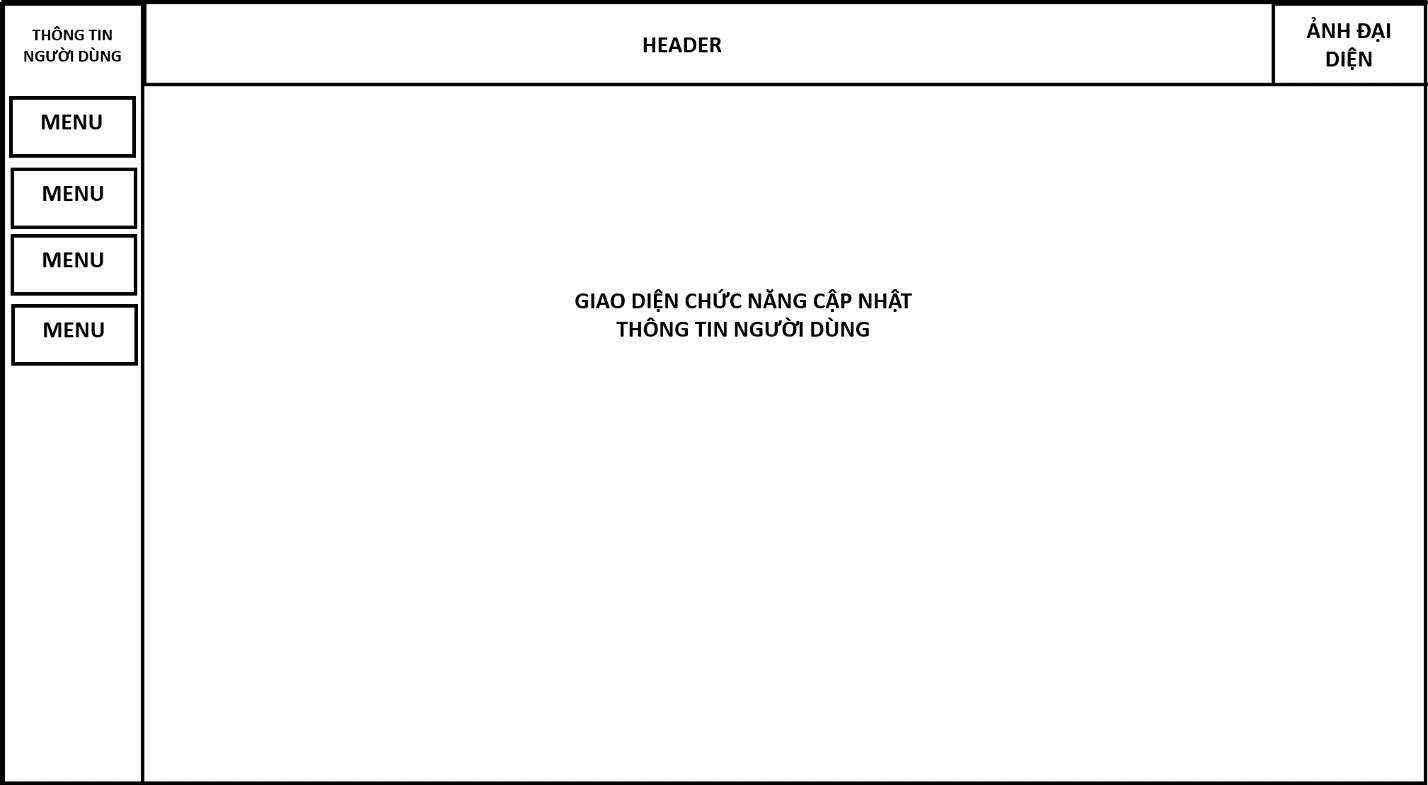 THÔNG TIN
NGƯỜI DÙNG
HEADER
ẢNH ĐẠI
DIỆN
MENU
MENU
MENU
MENU
GIAO DIỆN CHỨC NĂNG CẬP NHẬT
THÔNG TIN NGƯỜI DÙNG